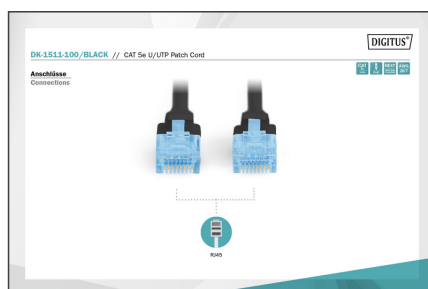 DIGITUS®
DK-1511-100/BLACK // CAT 5e U/UTP Patch Cord
Anschlüsse
Connections
RJ45